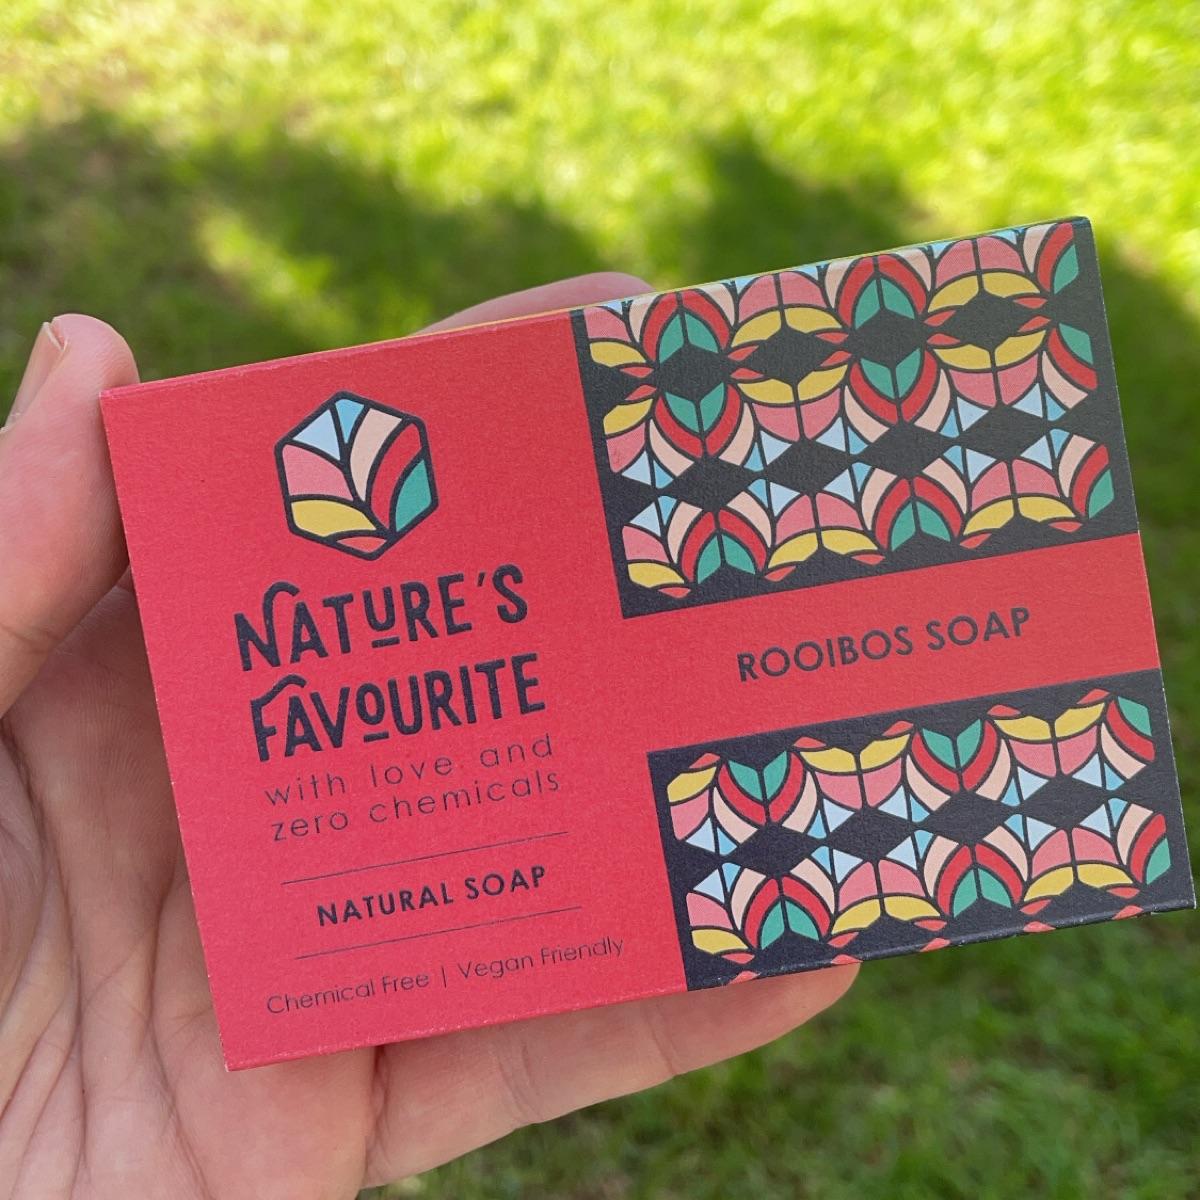 NATURE'S
FAVOURITE
with love and
zero chemicals
NATURAL SOAP
Chemical Free | Vegan Friendly
ROOIBOS SOAP